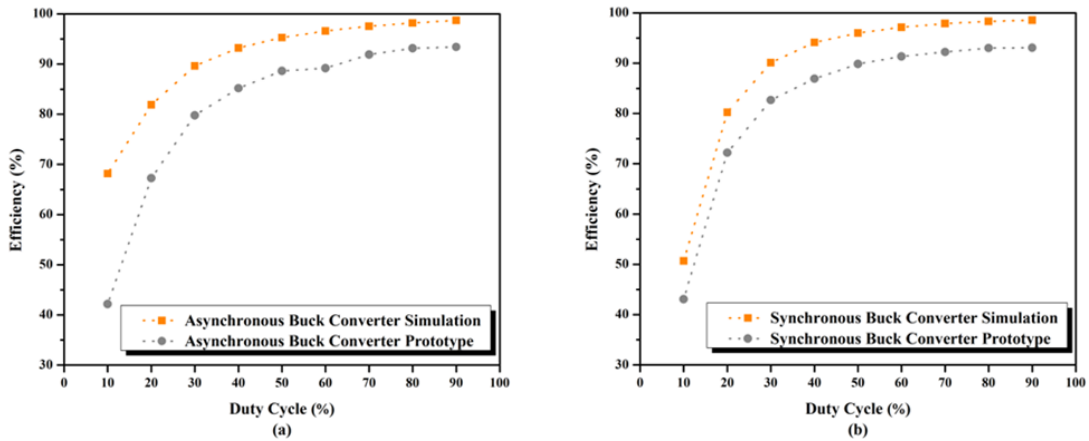 100
90
80
70
60
50
40
30
Efficiency (%)
Asynchronous Buck Converter Simulation
Asynchronous Buck Converter Prototype
0 10 20 30 40 50 60 70 80 90 100
Duty Cycle (%)
(a)
100
90
80
70
60
50
40
30
Efficiency (%)
Synchronous Buck Converter Simulation
Synchronous Buck Converter Prototype
0 10 20 30 40 50 60 70 80 90 100
Duty Cycle (%)
(b)